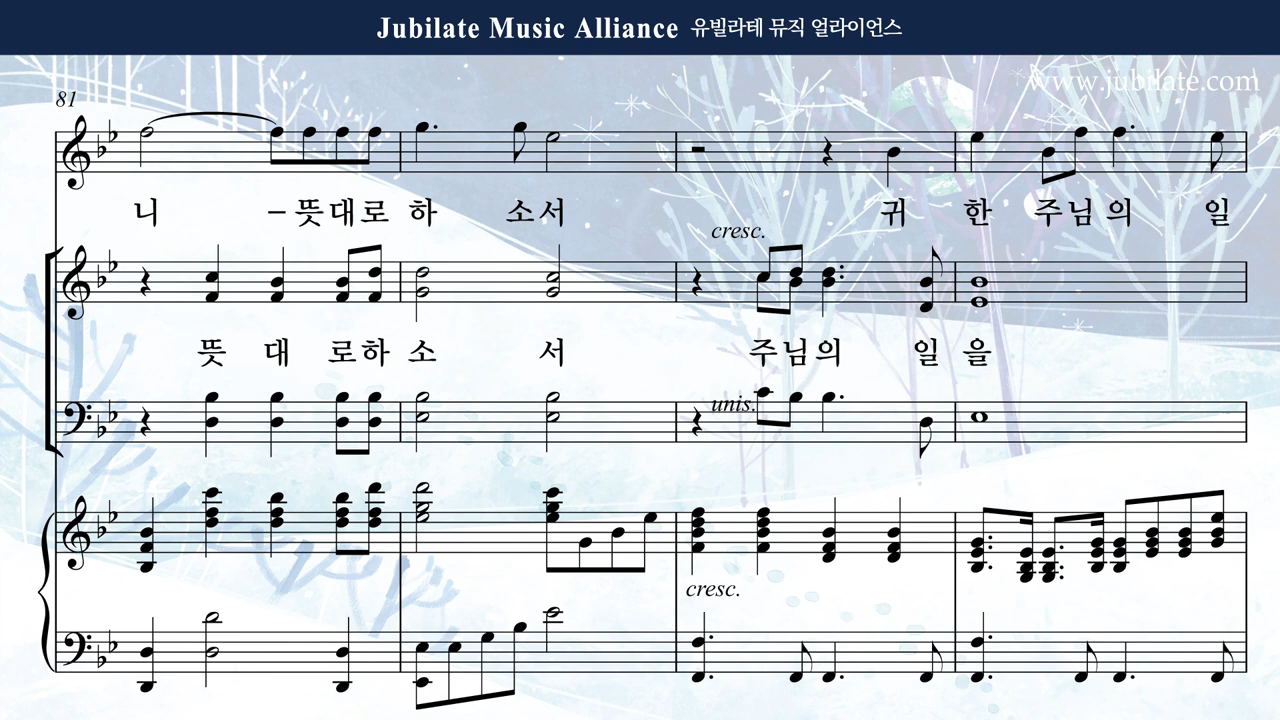 Jubilate Music Alliance 유빌라테 뮤직 얼라이언스
www.jubilate.com
81
니 -뜻대로 하 소서 귀 한 주님의 일
cresc.
뜻 대 로하 소 서 주님의 일 을
unis.
cresc.